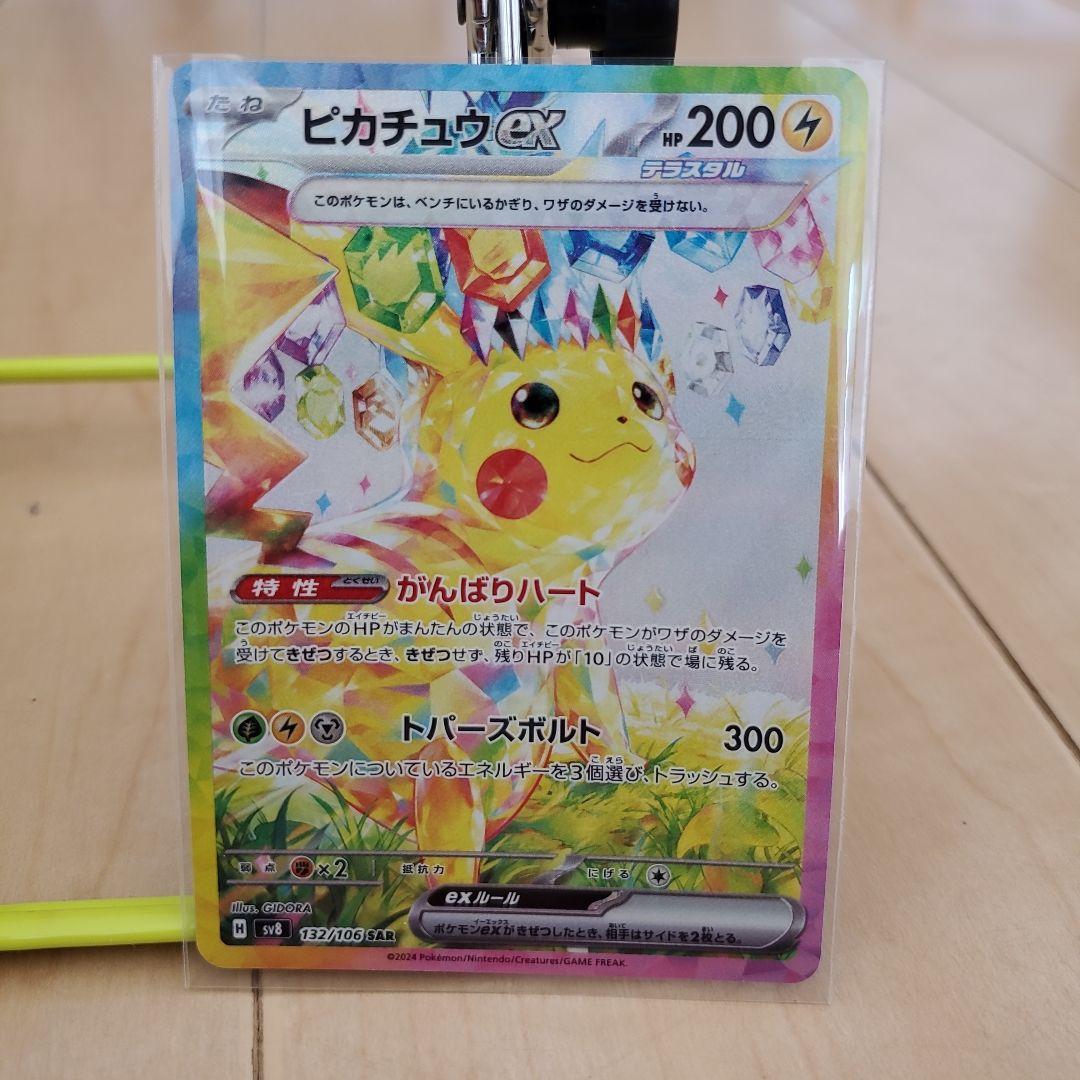 たね
ピカチュウex HP 200
テラスタル
このポケモンは、ベンチにいるかぎり、ワザのダメージを受けない。
特性 とくせい がんばりハート
このポケモンのHPがまんたんの状態で、このポケモンがワザのダメージを
受けてきぜつするとき、きぜつせず、残りHPが「10」の状態で場に残る。
トパーズボルト 300
このポケモンについているエネルギーを3個選び、トラッシュする。
弱点 ×2 抵抗力 にげる
exルール
ポケモンexがきぜつしたとき、相手はサイドを2枚とる。
Illus. GIDORA
H sv8 132/106 SAR
©2024 Pokémon/Nintendo/Creatures/GAME FREAK.